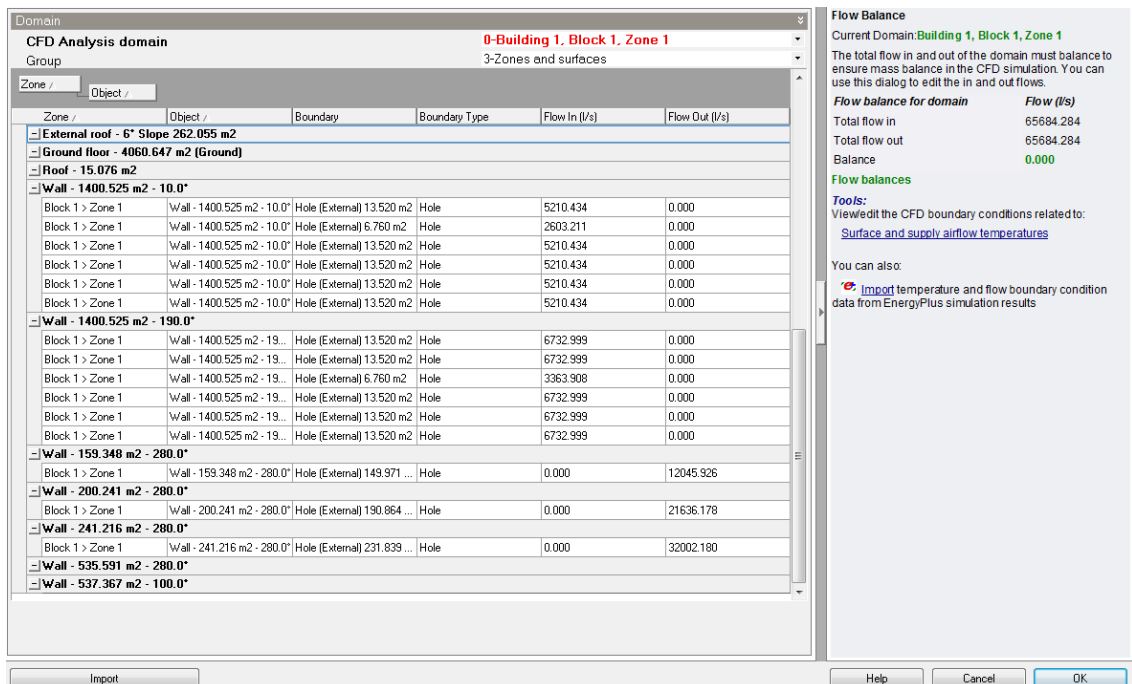 Domain
CFD Analysis domain 0-Building 1, Block 1, Zone 1
Group 3-Zones and surfaces
Zone /
Object /
Zone / Object / Boundary Boundary Type Flow In (l/s) Flow Out (l/s)
External roof - 6° Slope 262.055 m2
Ground floor - 4060.647 m2 (Ground)
Roof - 15.076 m2
Wall - 1400.525 m2 - 10.0°
Block 1 > Zone 1 Wall - 1400.525 m2 - 10.0° Hole (External) 13.520 m2 Hole 5210.434 0.000
Block 1 > Zone 1 Wall - 1400.525 m2 - 10.0° Hole (External) 6.760 m2 Hole 2603.211 0.000
Block 1 > Zone 1 Wall - 1400.525 m2 - 10.0° Hole (External) 13.520 m2 Hole 5210.434 0.000
Block 1 > Zone 1 Wall - 1400.525 m2 - 10.0° Hole (External) 13.520 m2 Hole 5210.434 0.000
Block 1 > Zone 1 Wall - 1400.525 m2 - 10.0° Hole (External) 13.520 m2 Hole 5210.434 0.000
Block 1 > Zone 1 Wall - 1400.525 m2 - 10.0° Hole (External) 13.520 m2 Hole 5210.434 0.000
Wall - 1400.525 m2 - 190.0°
Block 1 > Zone 1 Wall - 1400.525 m2 - 19... Hole (External) 13.520 m2 Hole 6732.999 0.000
Block 1 > Zone 1 Wall - 1400.525 m2 - 19... Hole (External) 13.520 m2 Hole 6732.999 0.000
Block 1 > Zone 1 Wall - 1400.525 m2 - 19... Hole (External) 6.760 m2 Hole 3363.908 0.000
Block 1 > Zone 1 Wall - 1400.525 m2 - 19... Hole (External) 13.520 m2 Hole 6732.999 0.000
Block 1 > Zone 1 Wall - 1400.525 m2 - 19... Hole (External) 13.520 m2 Hole 6732.999 0.000
Block 1 > Zone 1 Wall - 1400.525 m2 - 19... Hole (External) 13.520 m2 Hole 6732.999 0.000
Wall - 159.348 m2 - 280.0°
Block 1 > Zone 1 Wall - 159.348 m2 - 280.0° Hole (External) 149.971 ... Hole 0.000 12045.926
Wall - 200.241 m2 - 280.0°
Block 1 > Zone 1 Wall - 200.241 m2 - 280.0° Hole (External) 190.864 ... Hole 0.000 21636.178
Wall - 241.216 m2 - 280.0°
Block 1 > Zone 1 Wall - 241.216 m2 - 280.0° Hole (External) 231.839 ... Hole 0.000 32002.180
Wall - 535.591 m2 - 280.0°
Wall - 537.367 m2 - 100.0°
Import
Flow Balance
Current Domain:Building 1, Block 1, Zone 1
The total flow in and out of the domain must balance to
ensure mass balance in the CFD simulation. You can
use this dialog to edit the in and out flows.
Flow balance for domain Flow (l/s)
Total flow in 65684.284
Total flow out 65684.284
Balance 0.000
Flow balances
Tools:
View/edit the CFD boundary conditions related to:
Surface and supply airflow temperatures
You can also:
Import temperature and flow boundary condition
data from EnergyPlus simulation results
Help Cancel OK